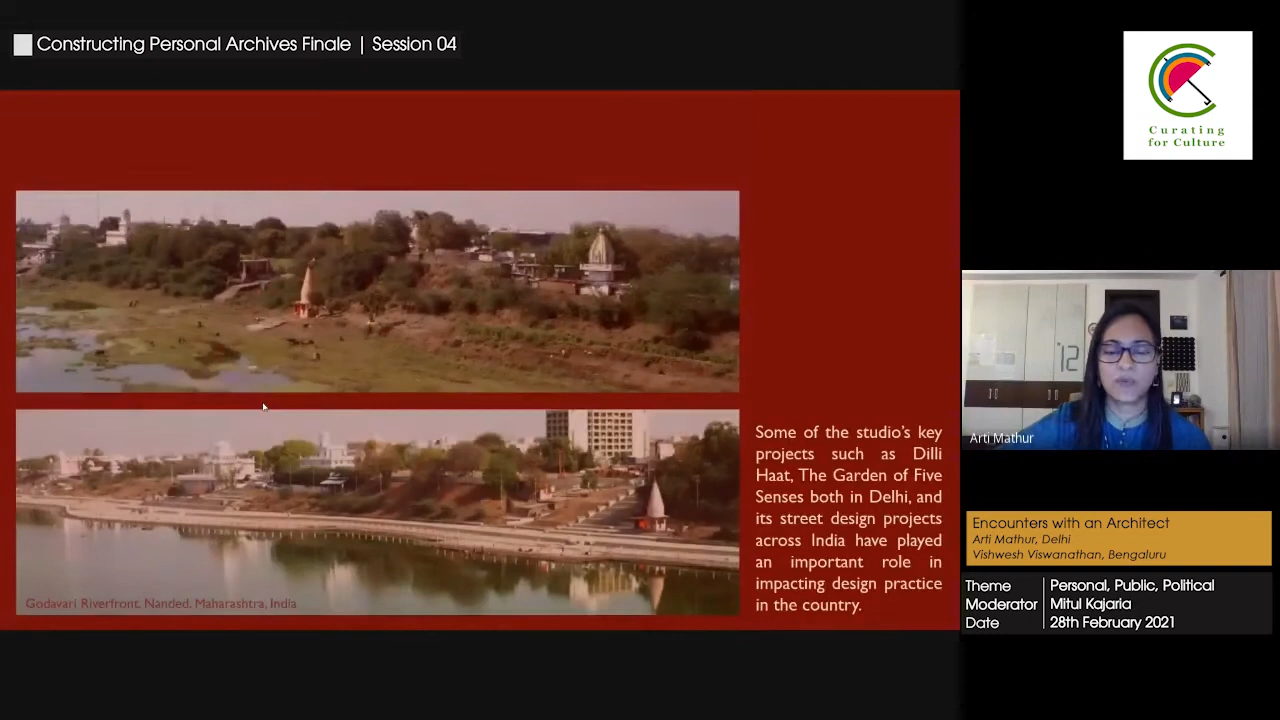 Constructing Personal Archives Finale | Session 04
Curating
for Culture
12
Arti Mathur
Some of the studio's key
projects such as Dilli
Haat, The Garden of Five
Senses both in Delhi, and
its street design projects
across India have played
an important role in
impacting design practice
in the country.
Godavari Riverfront, Nanded, Maharashtra, India
Encounters with an Architect
Arti Mathur, Delhi
Vishwesh Viswanathan, Bengaluru
Theme Personal, Public, Political
Moderator Mitul Kajaria
Date 28th February 2021